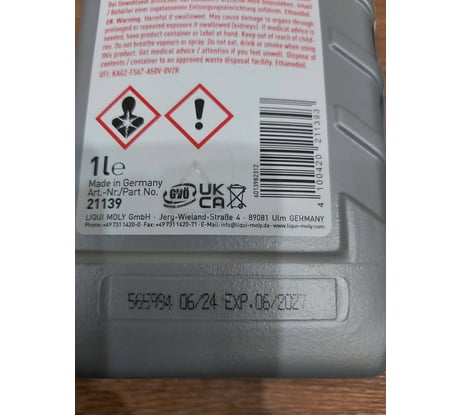 / Behälter einer zugelassenen Entsorgungseinrichtung zuführen. Ethandiol.
EN. Warning. Harmful if swallowed. May cause damage to organs through
prolonged or repeated exposure if swallowed (kidneys). If medical advice is
needed, have product container or label at hand. Keep out of reach of child-
ren. Do not breathe vapours or spray. Do not eat, drink or smoke when using
this product. Get medical advice / attention if you feel unwell. Dispose of
contents / container to an approved waste disposal facility. Ethanediol.
UFI: KAG2-FS67-A50V-0V2R
1 l e
Made in Germany
Art.-Nr./Part No.
21139
UK
CA
6013982312
4 100420 211393
LIQUI MOLY GmbH - Jerg-Wieland-Straße 4 - 89081 Ulm GERMANY
Phone: +49 731 1420-0 - Fax: +49 731 1420-71 - E-Mail: info@liqui-moly.de - www.liqui-moly.com
565994 06/24 EXP.06/2027